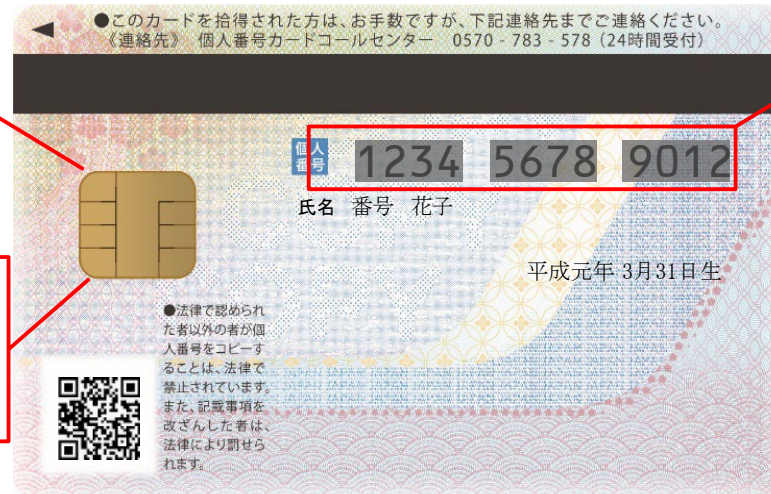 ◀ ●このカードを拾得された方は、お手数ですが、下記連絡先までご連絡ください。
《連絡先》 個人番号カードコールセンター 0570 - 783 - 578（24時間受付）
個人番号 1234 5678 9012
氏名 番号 花子
平成元年 3月31日生
●法律で認められ
た者以外の者が個
人番号をコピーす
ることは、法律で
禁止されています。
また、記載事項を
改ざんした者は、
法律により罰せら
れます。